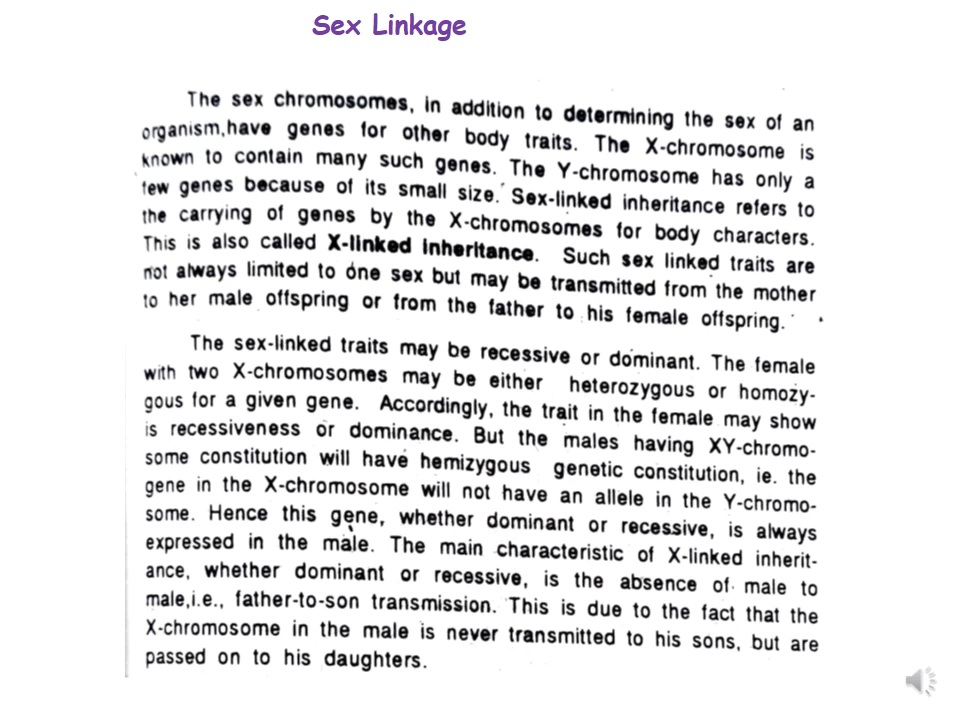 Sex Linkage
The sex chromosomes, in addition to determining the sex of an
organism,have genes for other body traits. The X-chromosome is
known to contain many such genes. The Y-chromosome has only a
few genes because of its small size. Sex-linked inheritance refers to
the carrying of genes by the X-chromosomes for body characters.
This is also called X-linked inheritance. Such sex linked traits are
not always limited to one sex but may be transmitted from the mother
to her male offspring or from the father to his female offspring.
The sex-linked traits may be recessive or dominant. The female
with two X-chromosomes may be either heterozygous or homozy-
gous for a given gene. Accordingly, the trait in the female may show
is recessiveness or dominance. But the males having XY-chromo-
some constitution will have hemizygous genetic constitution, ie. the
gene in the X-chromosome will not have an allele in the Y-chromo-
some. Hence this gene, whether dominant or recessive, is always
expressed in the male. The main characteristic of X-linked inherit-
ance, whether dominant or recessive, is the absence of male to
male,i.e., father-to-son transmission. This is due to the fact that the
X-chromosome in the male is never transmitted to his sons, but are
passed on to his daughters.